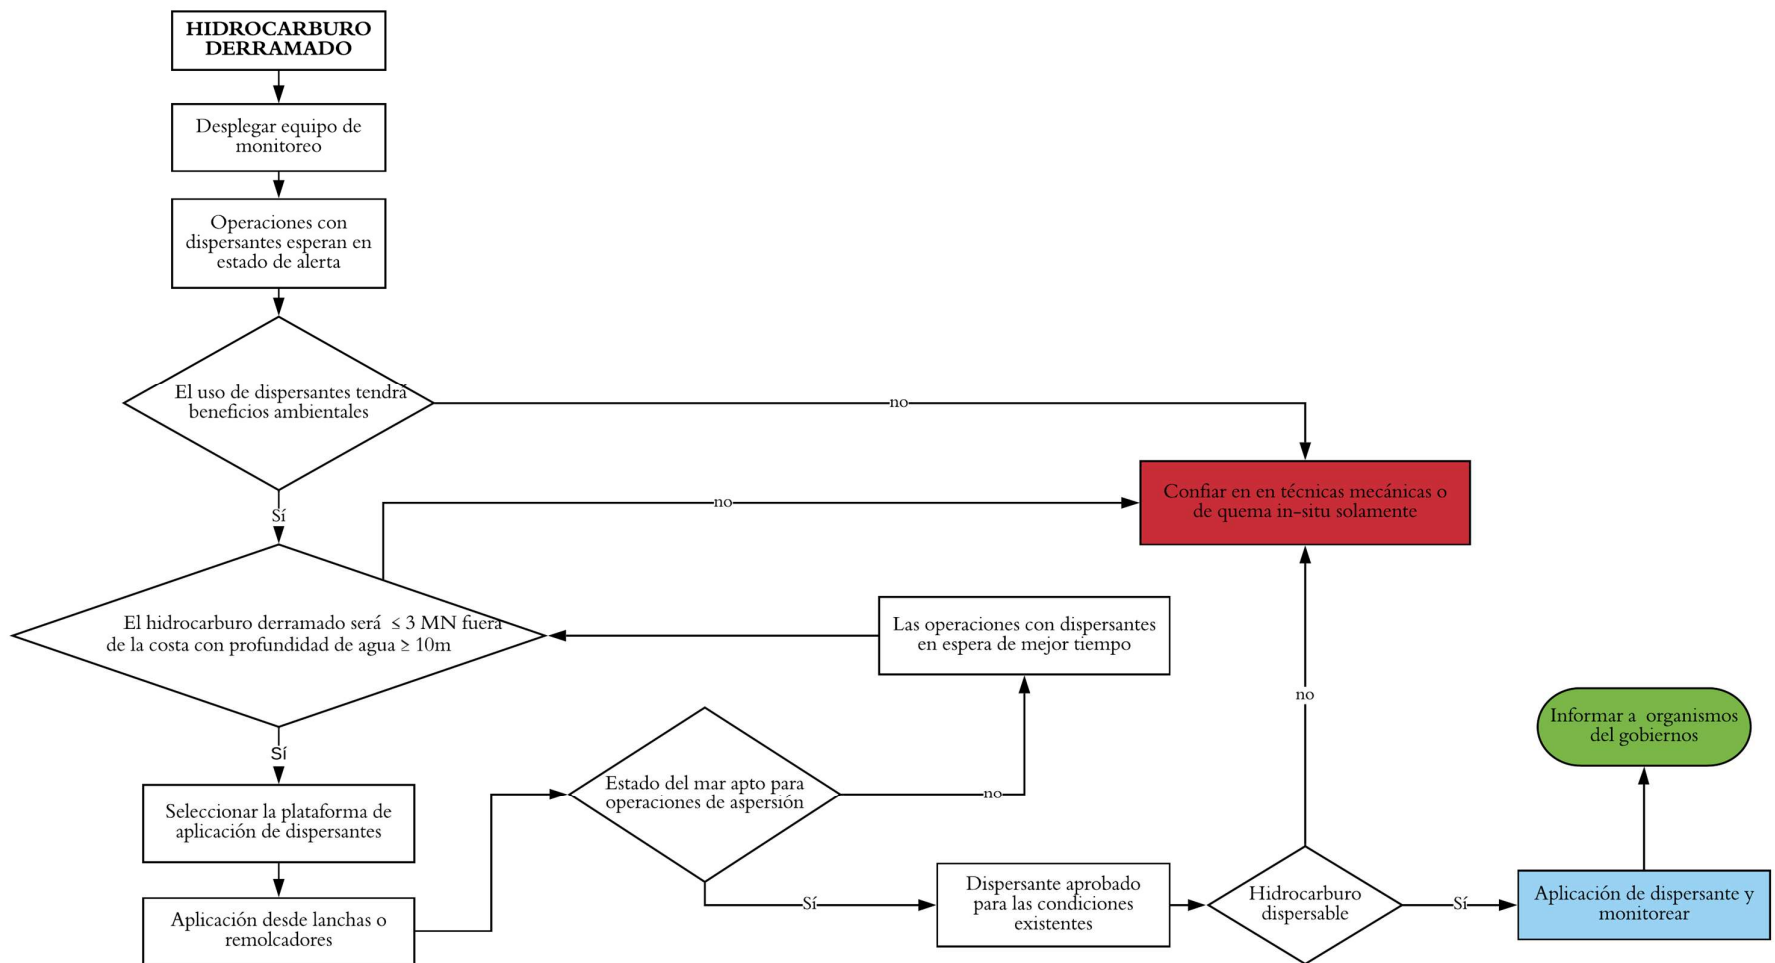 HIDROCARBURO
DERRAMADO
Desplegar equipo de
monitoreo
Operaciones con
dispersantes esperan en
estado de alerta
El uso de dispersantes tendrá
beneficios ambientales
no
Sí
no
Confiar en en técnicas mecánicas o
de quema in-situ solamente
El hidrocarburo derramado será ≤ 3 MN fuera
de la costa con profundidad de agua ≥ 10m
Las operaciones con dispersantes
en espera de mejor tiempo
no
Sí
Informar a organismos
del gobiernos
Seleccionar la plataforma de
aplicación de dispersantes
Estado del mar apto para
operaciones de aspersión
no
Aplicación desde lanchas o
remolcadores
Sí
Dispersante aprobado
para las condiciones
existentes
Hidrocarburo
dispersable
Sí
Aplicación de dispersante y
monitorear